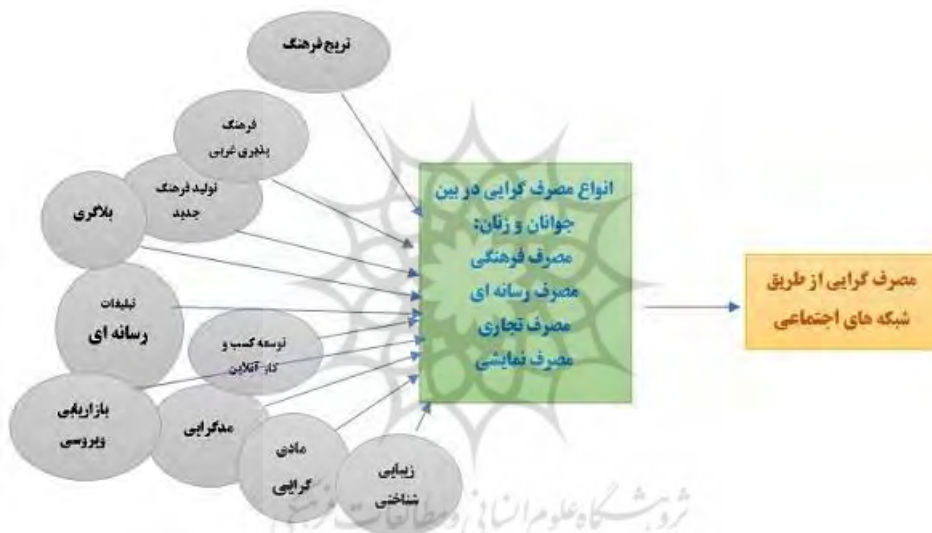 تریج فرهنگ
فرهنگ
پذیری غربی
تولید فرهنگ
جدید
بلاگری
تبلیغات
رسانه ای
توسعه کسب و
کار آنلاین
بازاریابی
ویروسی
مدگرایی
مادی
گرایی
زیبایی
شناختی
انواع مصرف گرایی در بین
جوانان و زنان:
مصرف فرهنگی
مصرف رسانه ای
مصرف تجاری
مصرف نمایشی
مصرف گرایی از طریق
شبکه های اجتماعی
پژوهشگاه علوم انسانی و مطالعات فرهنگی